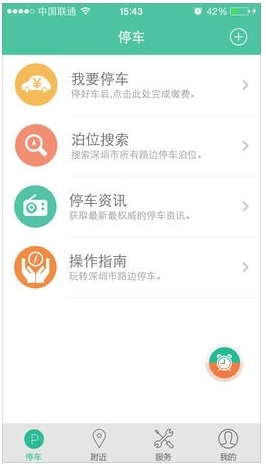 中国联通 15:43 42%
停车
我要停车
停好车后,点击此处完成缴费。
泊位搜索
搜索深圳市所有路边停车泊位。
停车资讯
获取最新最权威的停车资讯。
操作指南
玩转深圳市路边停车。
P
停车 附近 服务 我的